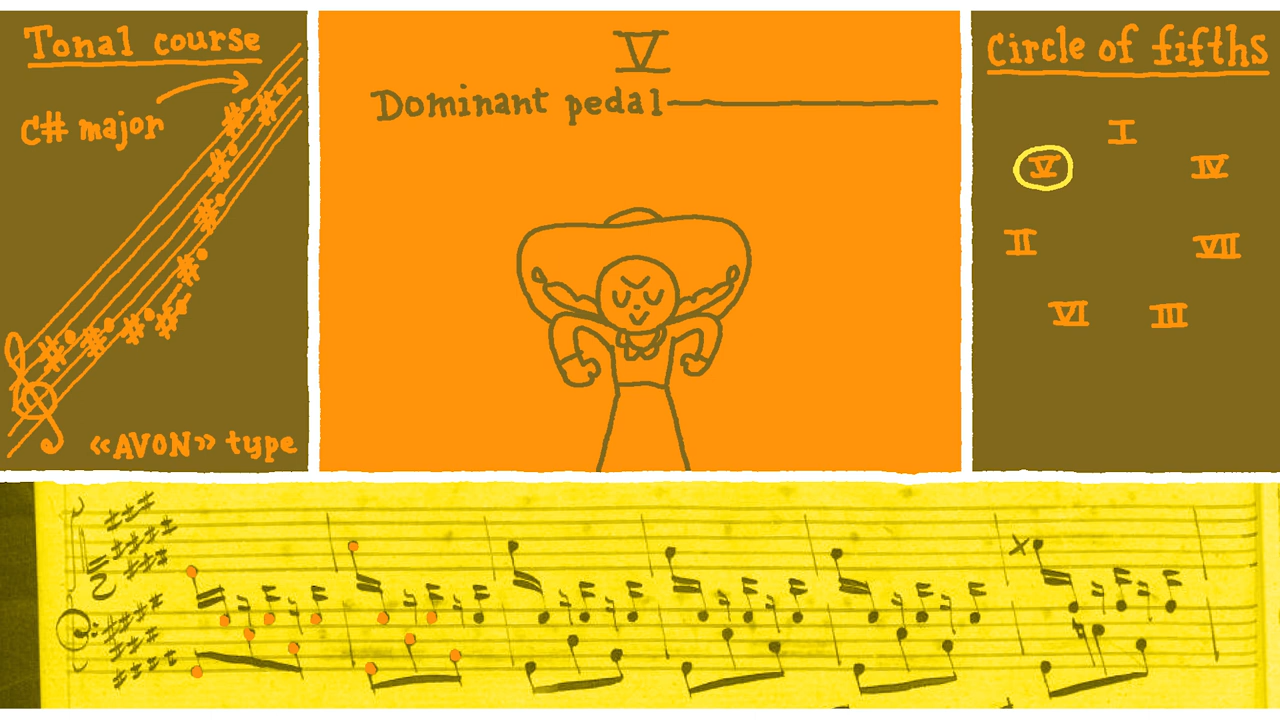 Tonal course
C# major
«AVON» type
V
Dominant pedal
Circle of fifths
I
V
IV
II
VII
VI
III